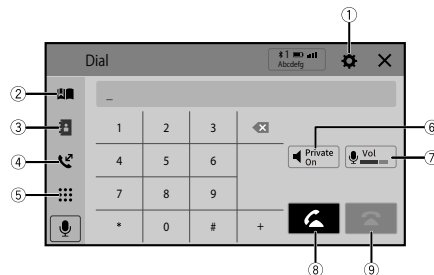 ①
Dial
1
Abcdefg
②
_
③
1 2 3
④
4 5 6
Private
On
⑥
Vol
⑦
⑤
7 8 9
* 0 # +
⑧ ⑨